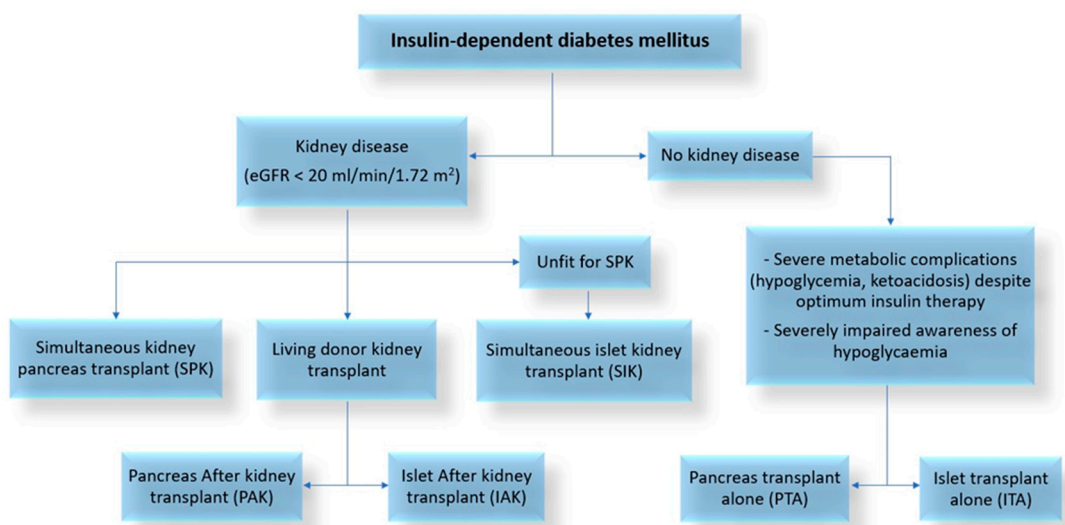 Insulin-dependent diabetes mellitus
Kidney disease
(eGFR < 20 ml/min/1.72 m²)
No kidney disease
Unfit for SPK
- Severe metabolic complications
(hypoglycemia, ketoacidosis) despite
optimum insulin therapy
- Severely impaired awareness of
hypoglycaemia
Simultaneous kidney
pancreas transplant (SPK)
Living donor kidney
transplant
Simultaneous islet kidney
transplant (SIK)
Pancreas After kidney
transplant (PAK)
Islet After kidney
transplant (IAK)
Pancreas transplant
alone (PTA)
Islet transplant
alone (ITA)